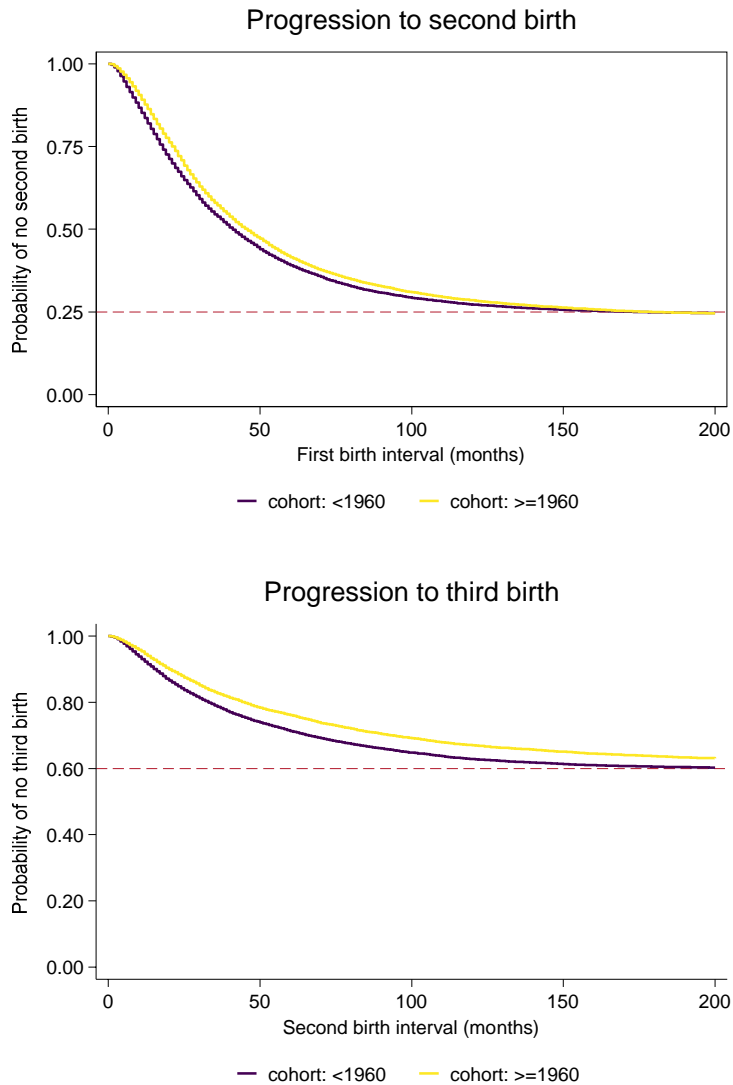 Progression to second birth
Probability of no second birth
1.00
0.75
0.50
0.25
0.00
0 50 100 150 200
First birth interval (months)
cohort: <1960 cohort: >=1960
Progression to third birth
Probability of no third birth
1.00
0.80
0.60
0.40
0.20
0.00
0 50 100 150 200
Second birth interval (months)
cohort: <1960 cohort: >=1960